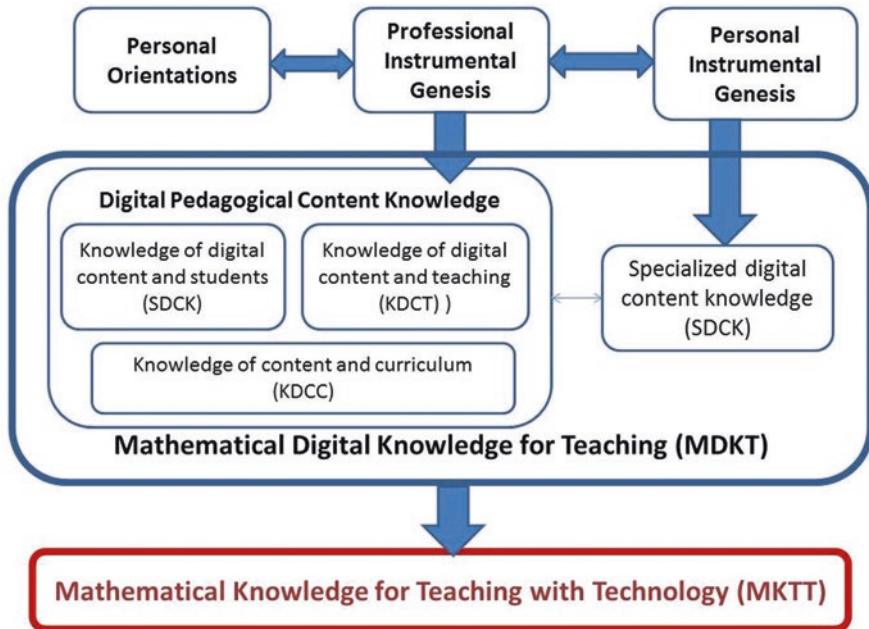 Personal
Orientations
Professional
Instrumental
Genesis
Personal
Instrumental
Genesis
Digital Pedagogical Content Knowledge
Knowledge of digital
content and students
(SDCK)
Knowledge of digital
content and teaching
(KDCT) )
Knowledge of content and curriculum
(KDCC)
Specialized digital
content knowledge
(SDCK)
Mathematical Digital Knowledge for Teaching (MDKT)
Mathematical Knowledge for Teaching with Technology (MKTT)